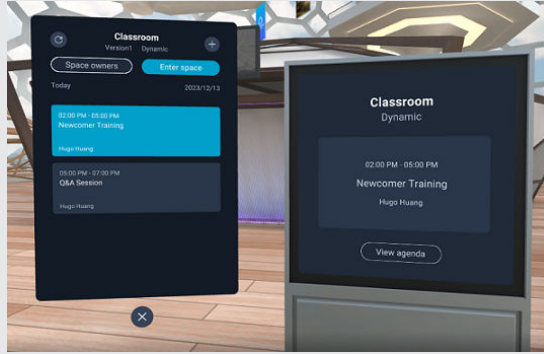 Classroom
Version1 Dynamic
Space owners
Enter space
Today
2023/12/13
02:00 PM - 05:00 PM
Newcomer Training
Hugo Huang
05:00 PM - 07:00 PM
Q&A Session
Hugo Huang
Classroom
Dynamic
02:00 PM - 05:00 PM
Newcomer Training
Hugo Huang
View agenda